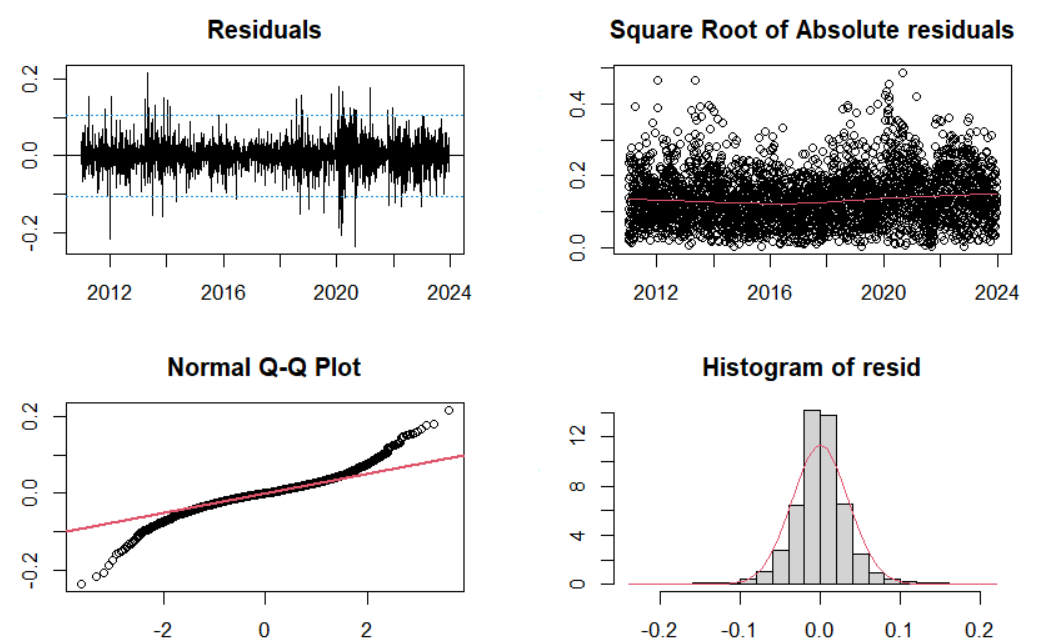 Residuals
0.2
0.0
-0.2
2012 2016 2020 2024
Square Root of Absolute residuals
0.4
0.2
0.0
2012 2016 2020 2024
Normal Q-Q Plot
0.2
0.0
-0.2
-2 0 2
Histogram of resid
12
8
4
0
-0.2 -0.1 0.0 0.1 0.2